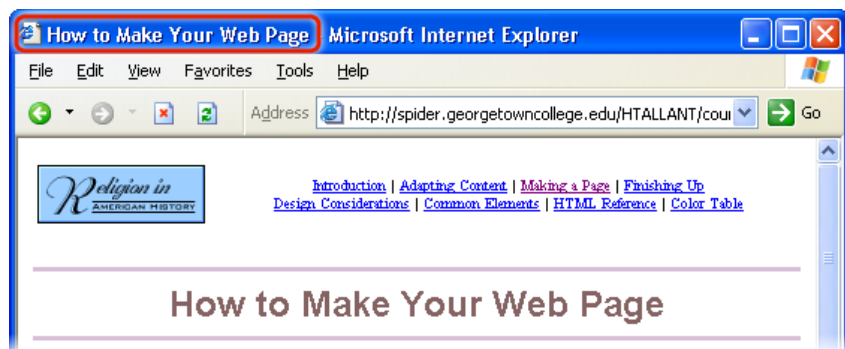 How to Make Your Web Page Microsoft Internet Explorer
File Edit View Favorites Tools Help
Address http://spider.georgetowncollege.edu/HTALLANT/cour Go
Religion in
AMERICAN HISTORY
Introduction | Adapting Content | Making a Page | Finishing Up
Design Considerations | Common Elements | HTML Reference | Color Table
How to Make Your Web Page